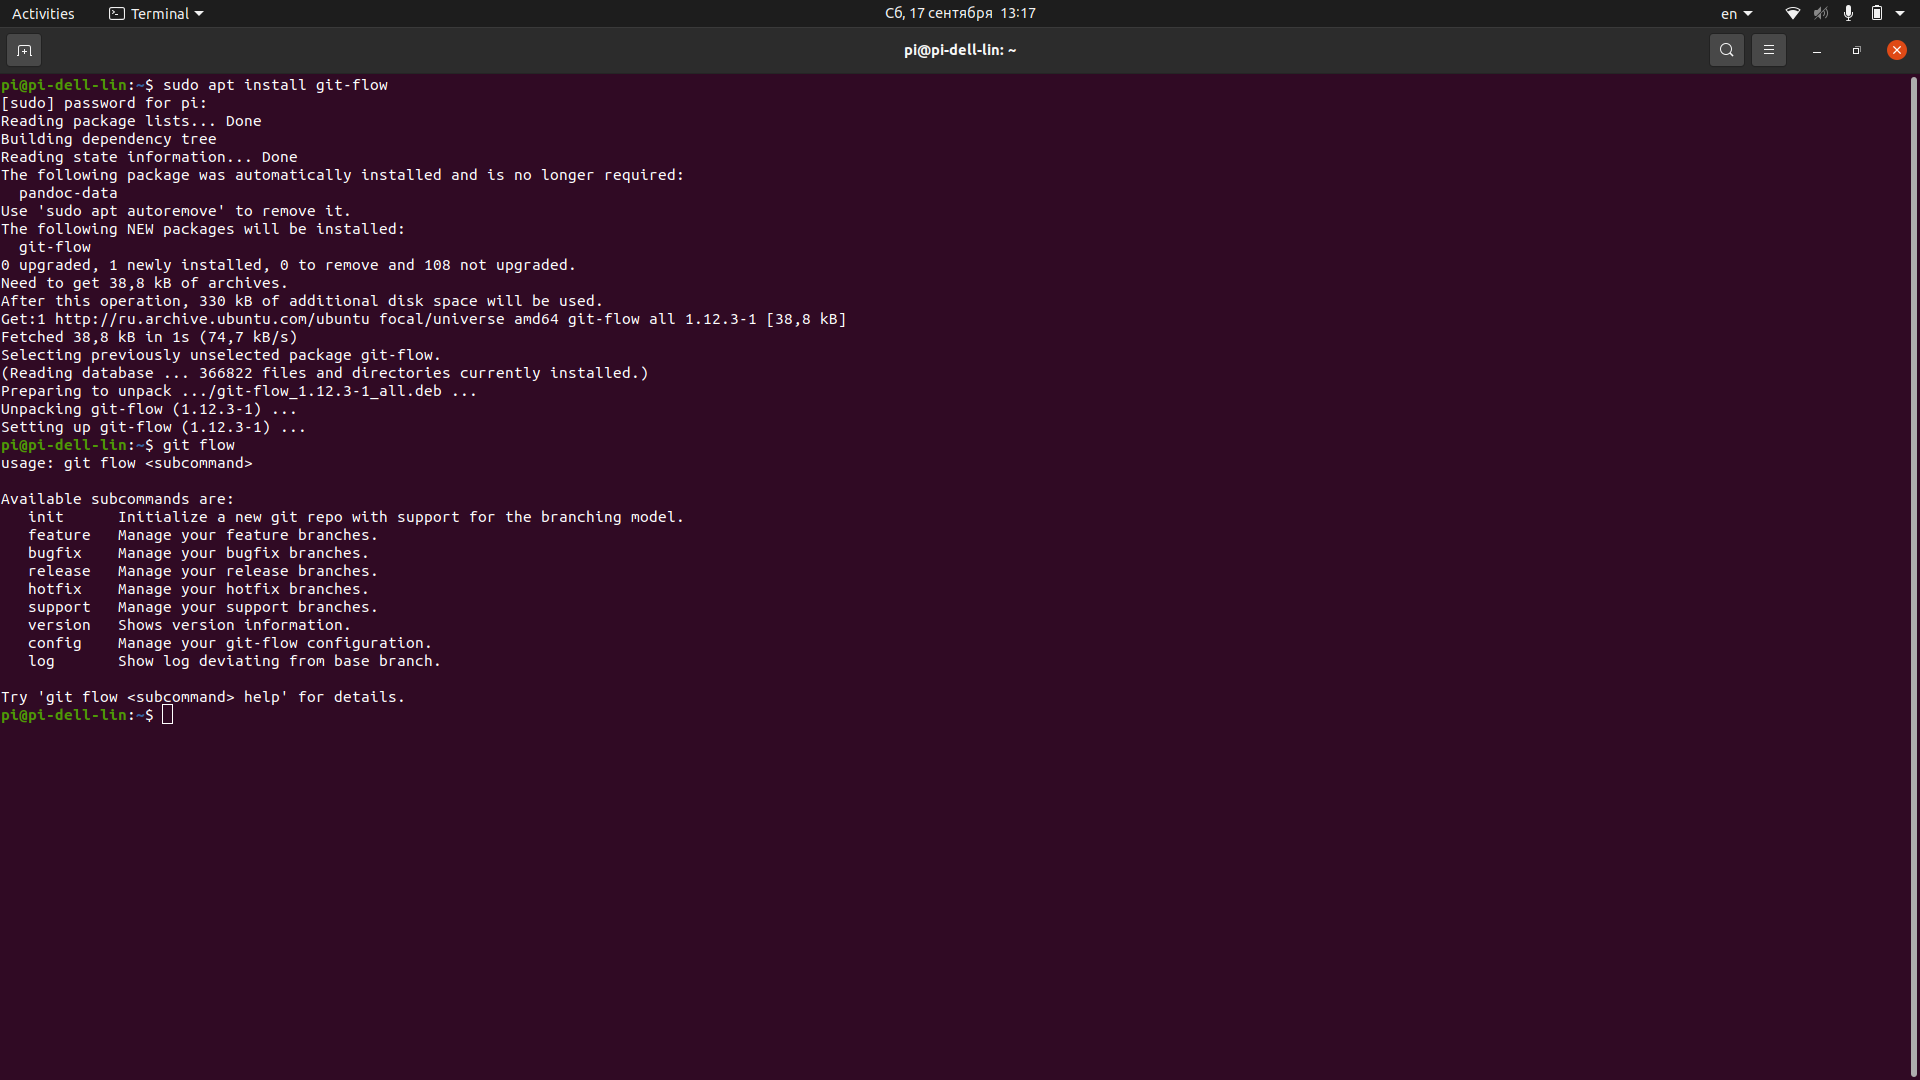 Activities Terminal Сб, 17 сентября 13:17 en
pi@pi-dell-lin: ~
pi@pi-dell-lin:~$ sudo apt install git-flow
[sudo] password for pi:
Reading package lists... Done
Building dependency tree
Reading state information... Done
The following package was automatically installed and is no longer required:
  pandoc-data
Use 'sudo apt autoremove' to remove it.
The following NEW packages will be installed:
  git-flow
0 upgraded, 1 newly installed, 0 to remove and 108 not upgraded.
Need to get 38,8 kB of archives.
After this operation, 330 kB of additional disk space will be used.
Get:1 http://ru.archive.ubuntu.com/ubuntu focal/universe amd64 git-flow all 1.12.3-1 [38,8 kB]
Fetched 38,8 kB in 1s (74,7 kB/s)
Selecting previously unselected package git-flow.
(Reading database ... 366822 files and directories currently installed.)
Preparing to unpack .../git-flow_1.12.3-1_all.deb ...
Unpacking git-flow (1.12.3-1) ...
Setting up git-flow (1.12.3-1) ...
pi@pi-dell-lin:~$ git flow
usage: git flow <subcommand>

Available subcommands are:
   init      Initialize a new git repo with support for the branching model.
   feature   Manage your feature branches.
   bugfix    Manage your bugfix branches.
   release   Manage your release branches.
   hotfix    Manage your hotfix branches.
   support   Manage your support branches.
   version   Shows version information.
   config    Manage your git-flow configuration.
   log       Show log deviating from base branch.

Try 'git flow <subcommand> help' for details.
pi@pi-dell-lin:~$